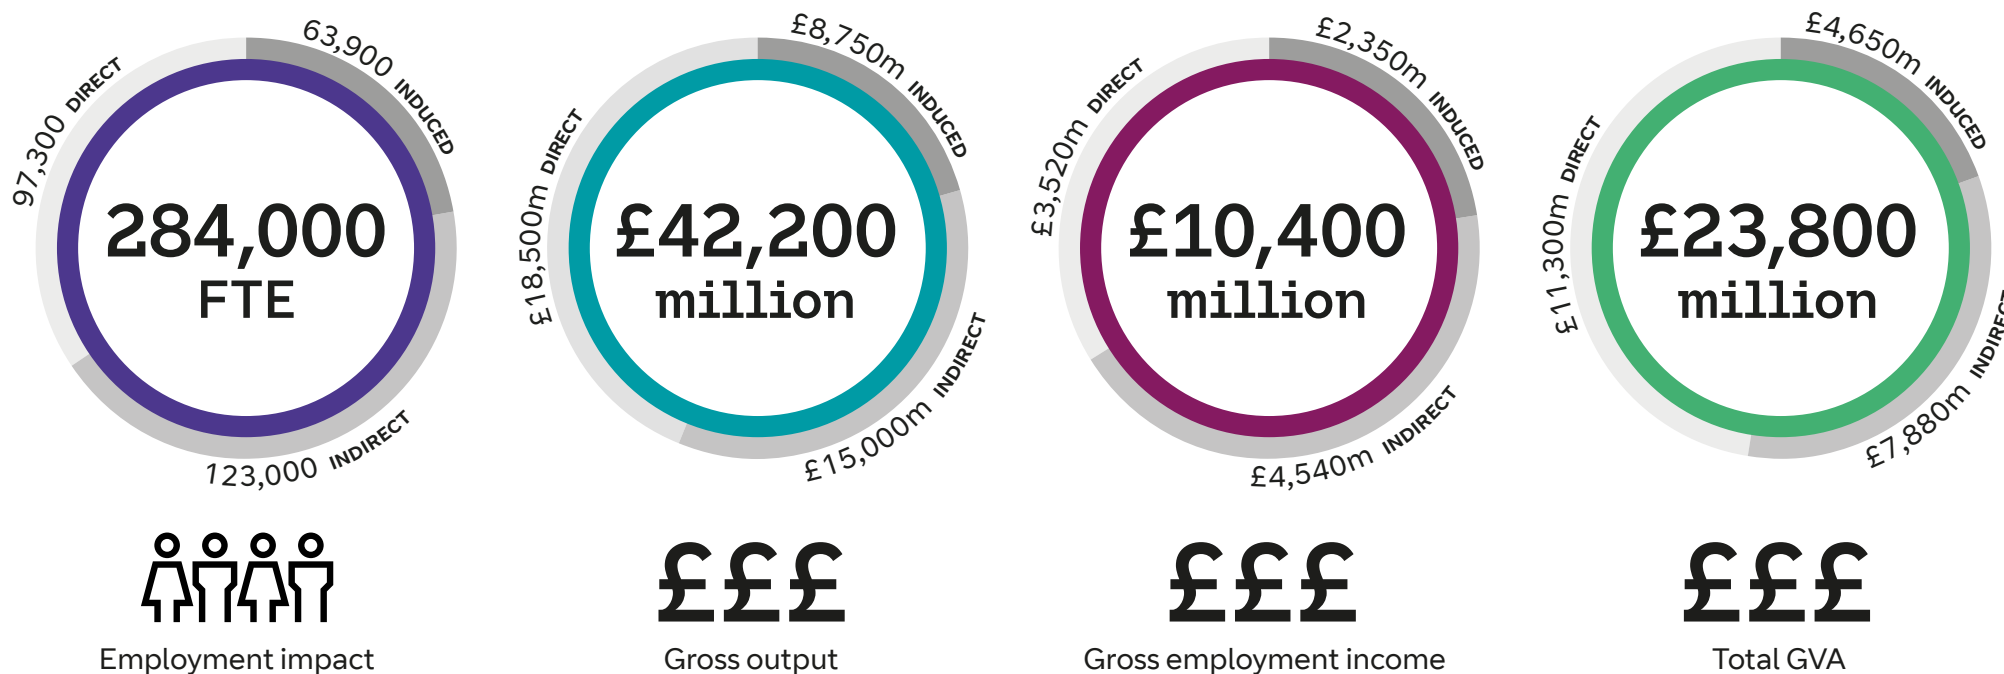 63,900 INDUCED
97,300 DIRECT
284,000
FTE
123,000 INDIRECT
Employment impact
£8,750m INDUCED
£18,500m DIRECT
£42,200
million
£15,000m INDIRECT
£££
Gross output
£2,350m INDUCED
£3,520m DIRECT
£10,400
million
£4,540m INDIRECT
£££
Gross employment income
£4,650m INDUCED
£11,300m DIRECT
£23,800
million
£7,880m INDIRECT
£££
Total GVA